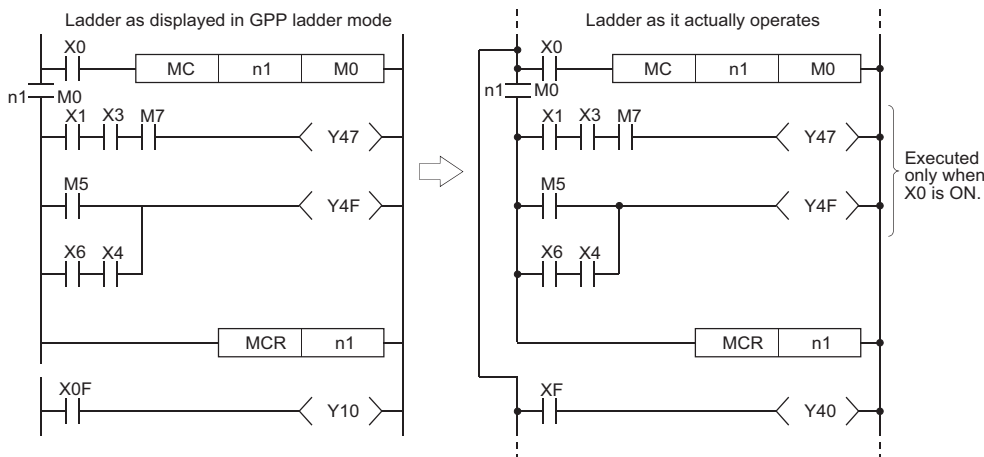 Ladder as displayed in GPP ladder mode
X0
MC n1 M0
n1 M0
X1 X3 M7
Y47
M5
Y4F
X6 X4
MCR n1
X0F
Y10
Ladder as it actually operates
X0
MC n1 M0
n1 M0
X1 X3 M7
Y47
M5
Y4F
X6 X4
MCR n1
XF
Y40
Executed
only when
X0 is ON.